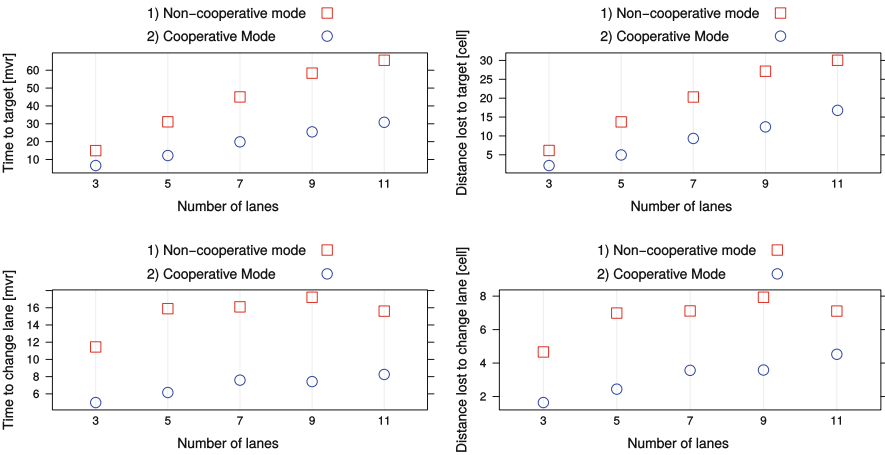 1) Non−cooperative mode
2) Cooperative Mode
Time to target [mvr]
60
50
40
30
20
10
3 5 7 9 11
Number of lanes
1) Non−cooperative mode
2) Cooperative Mode
Distance lost to target [cell]
30
25
20
15
10
5
3 5 7 9 11
Number of lanes
1) Non−cooperative mode
2) Cooperative Mode
Time to change lane [mvr]
16
14
12
10
8
6
3 5 7 9 11
Number of lanes
1) Non−cooperative mode
2) Cooperative Mode
Distance lost to change lane [cell]
8
6
4
2
3 5 7 9 11
Number of lanes